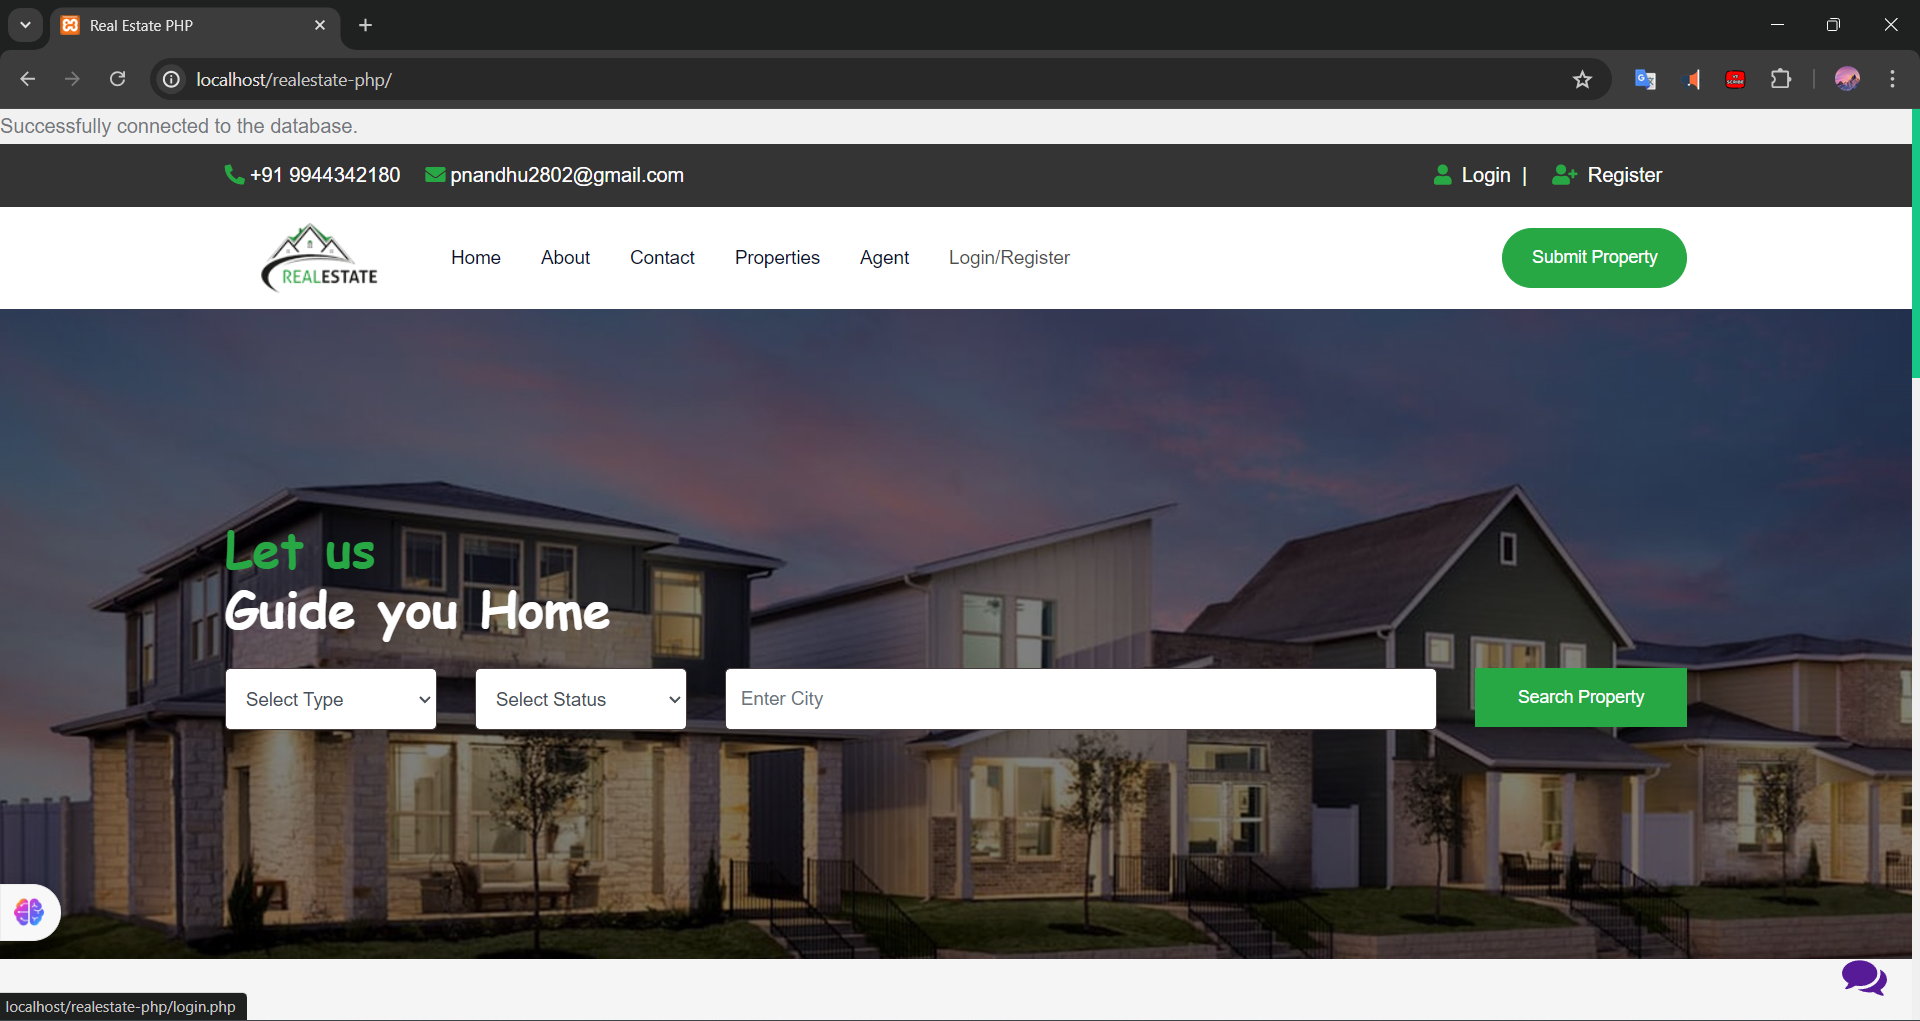 Real Estate PHP
localhost/realestate-php/
Successfully connected to the database.
+91 9944342180 pnandhu2802@gmail.com Login | Register
REALESTATE Home About Contact Properties Agent Login/Register Submit Property
Let us
Guide you Home
Select Type Select Status Enter City Search Property
localhost/realestate-php/login.php